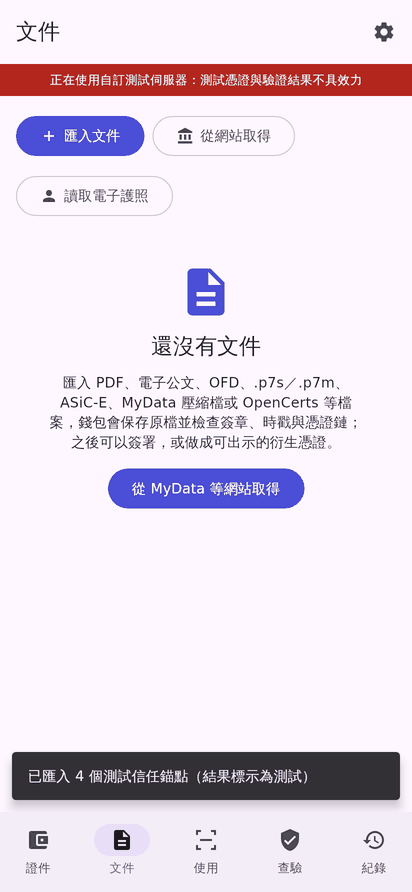 文件
正在使用自訂測試伺服器：測試憑證與驗證結果不具效力
匯入文件
從網站取得
讀取電子護照
還沒有文件
匯入 PDF、電子公文、OFD、.p7s／.p7m、
ASiC-E、MyData 壓縮檔或 OpenCerts 等檔
案，錢包會保存原檔並檢查簽章、時戳與憑證鏈；
之後可以簽署，或做成可出示的衍生憑證。
從 MyData 等網站取得
已匯入 4 個測試信任錨點（結果標示為測試）
證件
文件
使用
查驗
紀錄